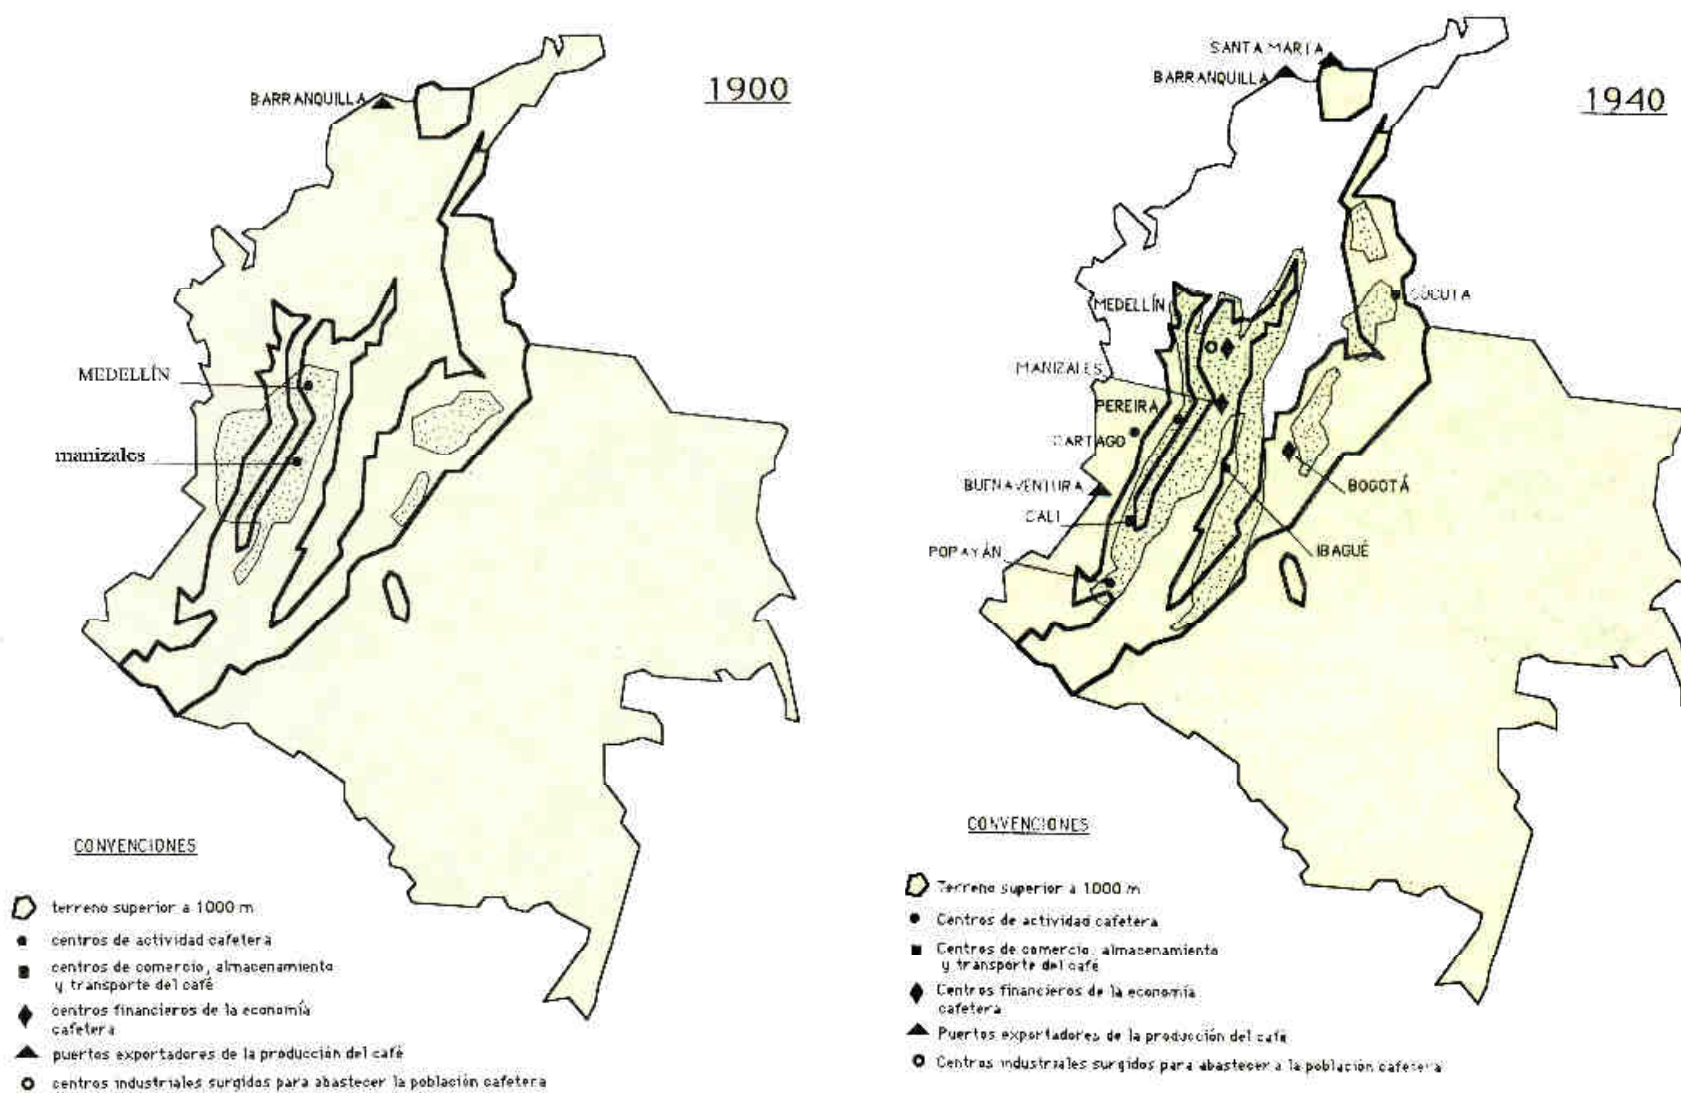 1900
BARRANQUILLA
MEDELLÍN
manizalos
CONVENCIONES
terreno superior a 1000 m
centros de actividad cafetera
centros de comercio, almacenamiento
y transporte del café
centros financieros de la economía
cafetera
puertos exportadores de la producción del café
centros industriales surgidos para abastecer la población cafetera
1940
SANTA MARTA
BARRANQUILLA
CÚCUTA
MEDELLÍN
MANIZALES
PEREIRA
CARTAGO
BUENAVENTURA
BOGOTÁ
CALI
POPAYÁN
IBAGUÉ
CONVENCIONES
Terreno superior a 1000 m
Centros de actividad cafetera
Centros de comercio, almacenamiento
y transporte del café
Centros financieros de la economía
cafetera
Puertos exportadores de la producción del café
Centros industriales surgidos para abastecer a la población cafetera